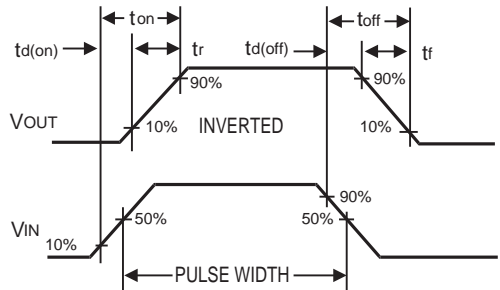 ton toff
td(on) tr td(off) tf
90% 90%
VOUT 10% INVERTED 10%
90%
50% 50%
VIN 10%
PULSE WIDTH